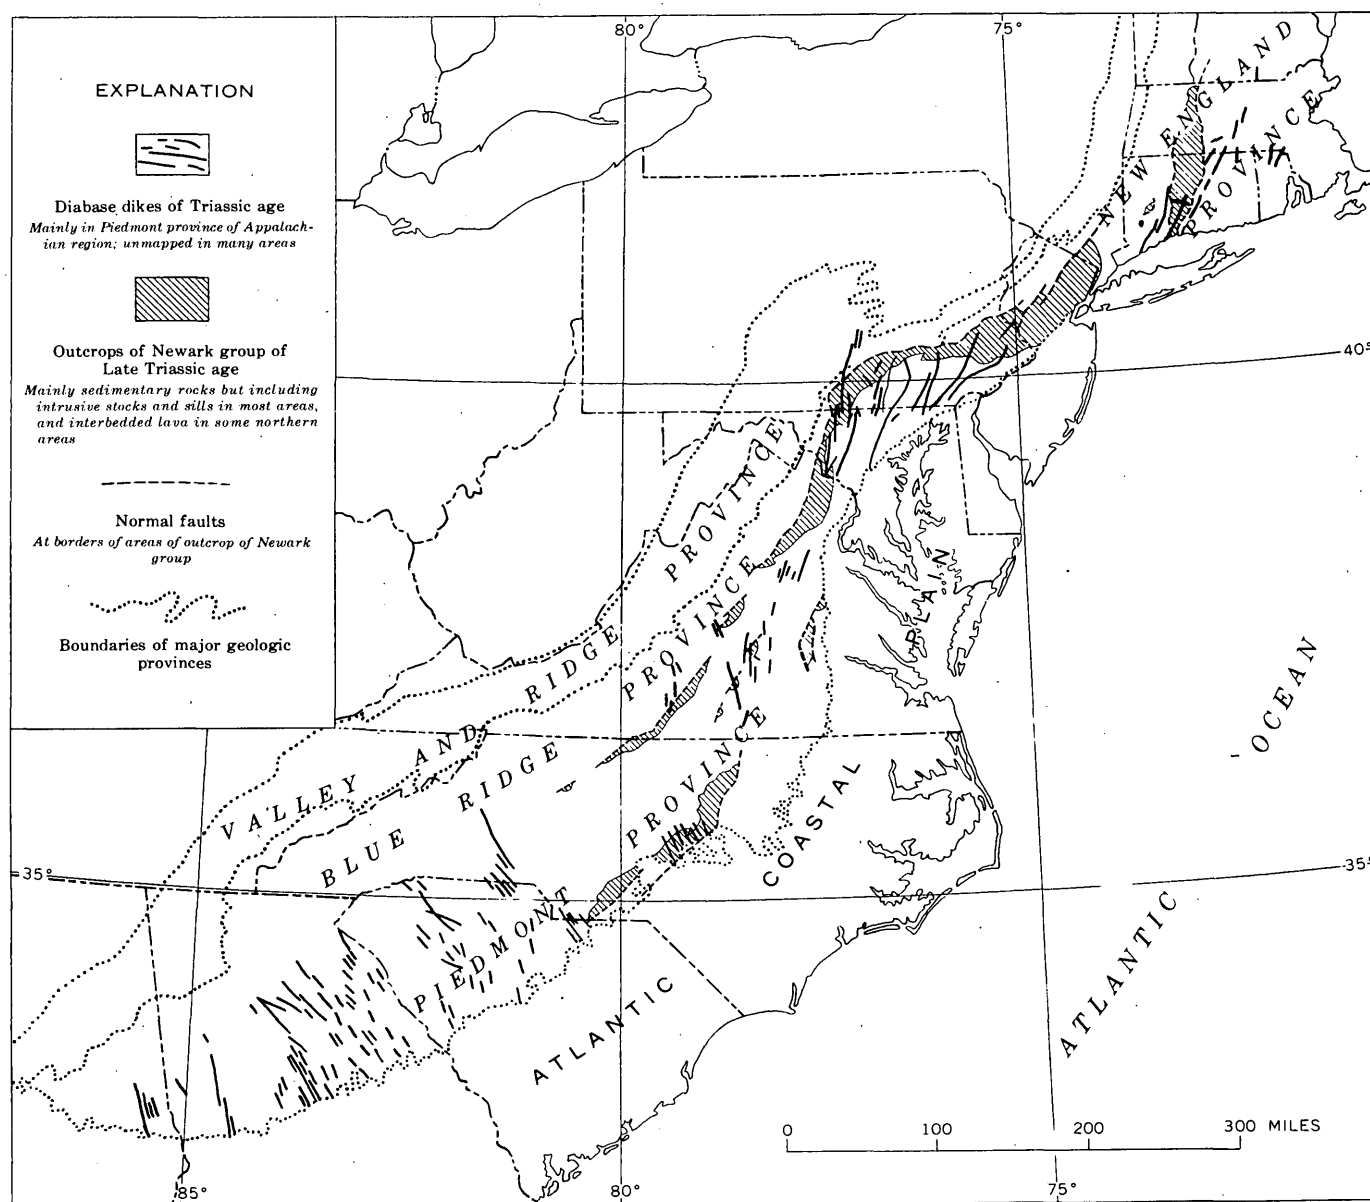 80°
75°
EXPLANATION
Diabase dikes of Triassic age
Mainly in Piedmont province of Appalach-
ian region; unmapped in many areas
Outcrops of Newark group of
Late Triassic age
Mainly sedimentary rocks but including
intrusive stocks and sills in most areas,
and interbedded lava in some northern
areas
Normal faults
At borders of areas of outcrop of Newark
group
Boundaries of major geologic
provinces
NEW ENGLAND
PROVINCE
40°
VALLEY AND RIDGE PROVINCE
BLUE RIDGE PROVINCE
PIEDMONT PROVINCE
ATLANTIC COASTAL PLAIN
ATLANTIC OCEAN
35°
35°
0 100 200 300 MILES
85°
80°
75°